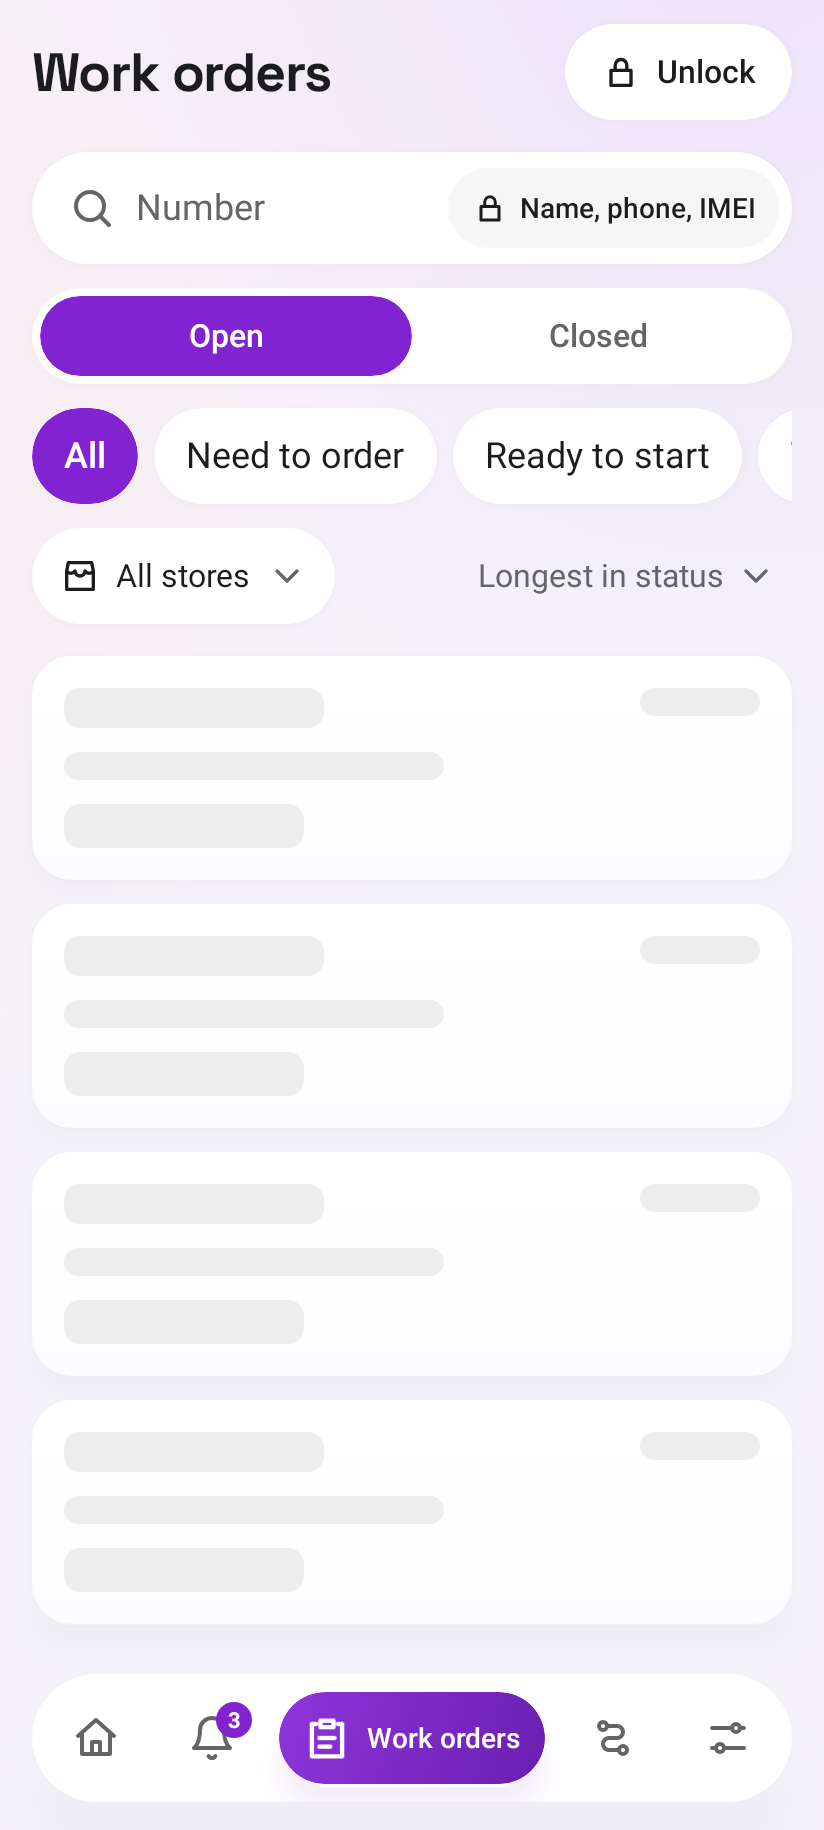 Work orders
Unlock
Number
Name, phone, IMEI
Open
Closed
All
Need to order
Ready to start
All stores
Longest in status
3
Work orders